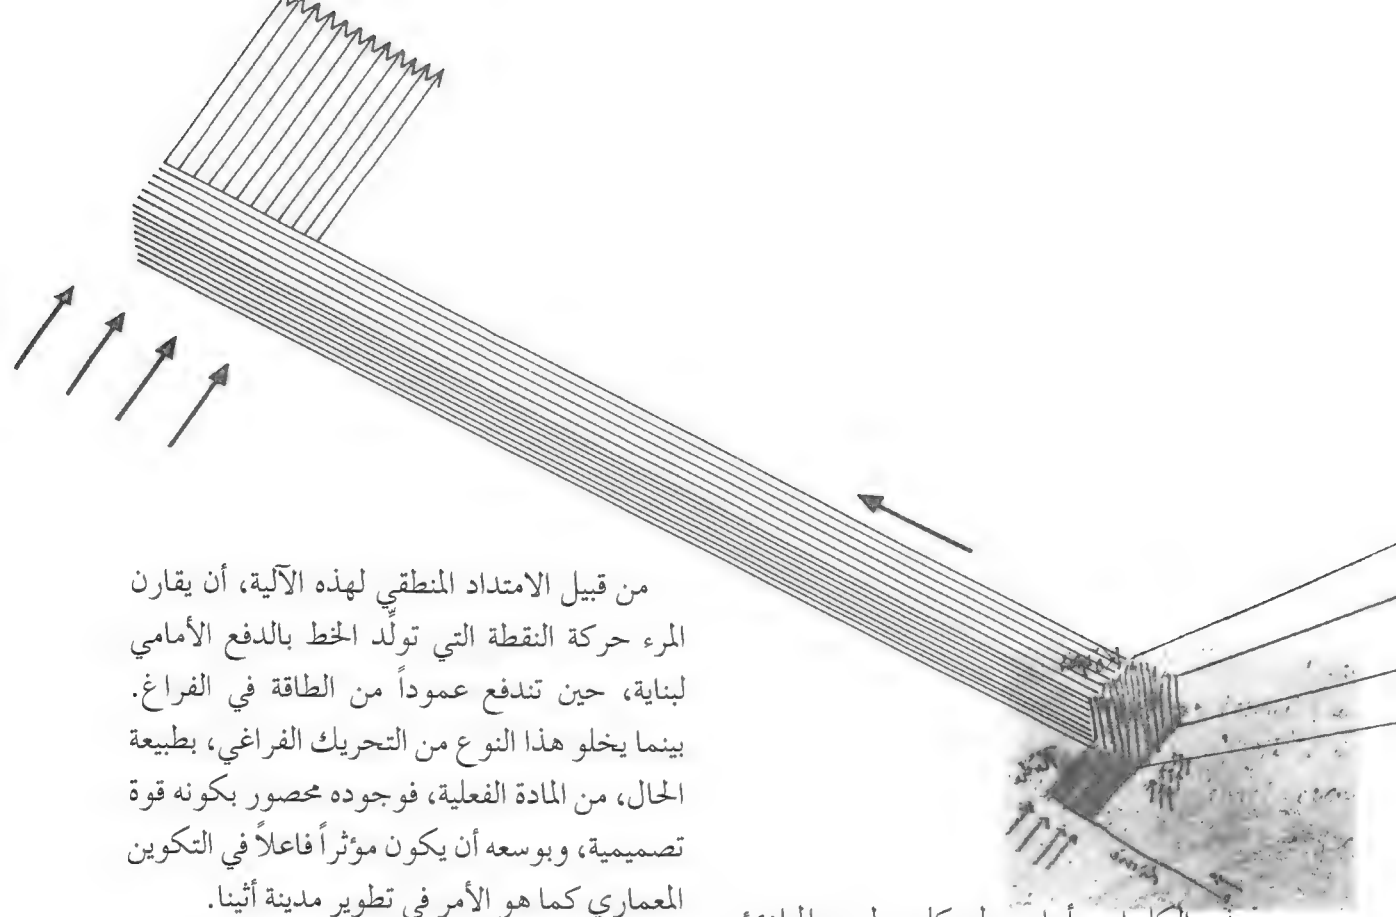 من قبيل الامتداد المنطقي لهذه الآلية، أن يقارن
المرء حركة النقطة التي تولِّد الخط بالدفع الأمامي
لبناية، حين تندفع عموداً من الطاقة في الفراغ.
بينما يخلو هذا النوع من التحريك الفراغي، بطبيعة
الحال، من المادة الفعلية، فوجوده محصور بكونه قوة
تصميمية، وبوسعه أن يكون مؤثراً فاعلاً في التكوين
المعماري كما هو الأمر في تطوير مدينة أثينا.